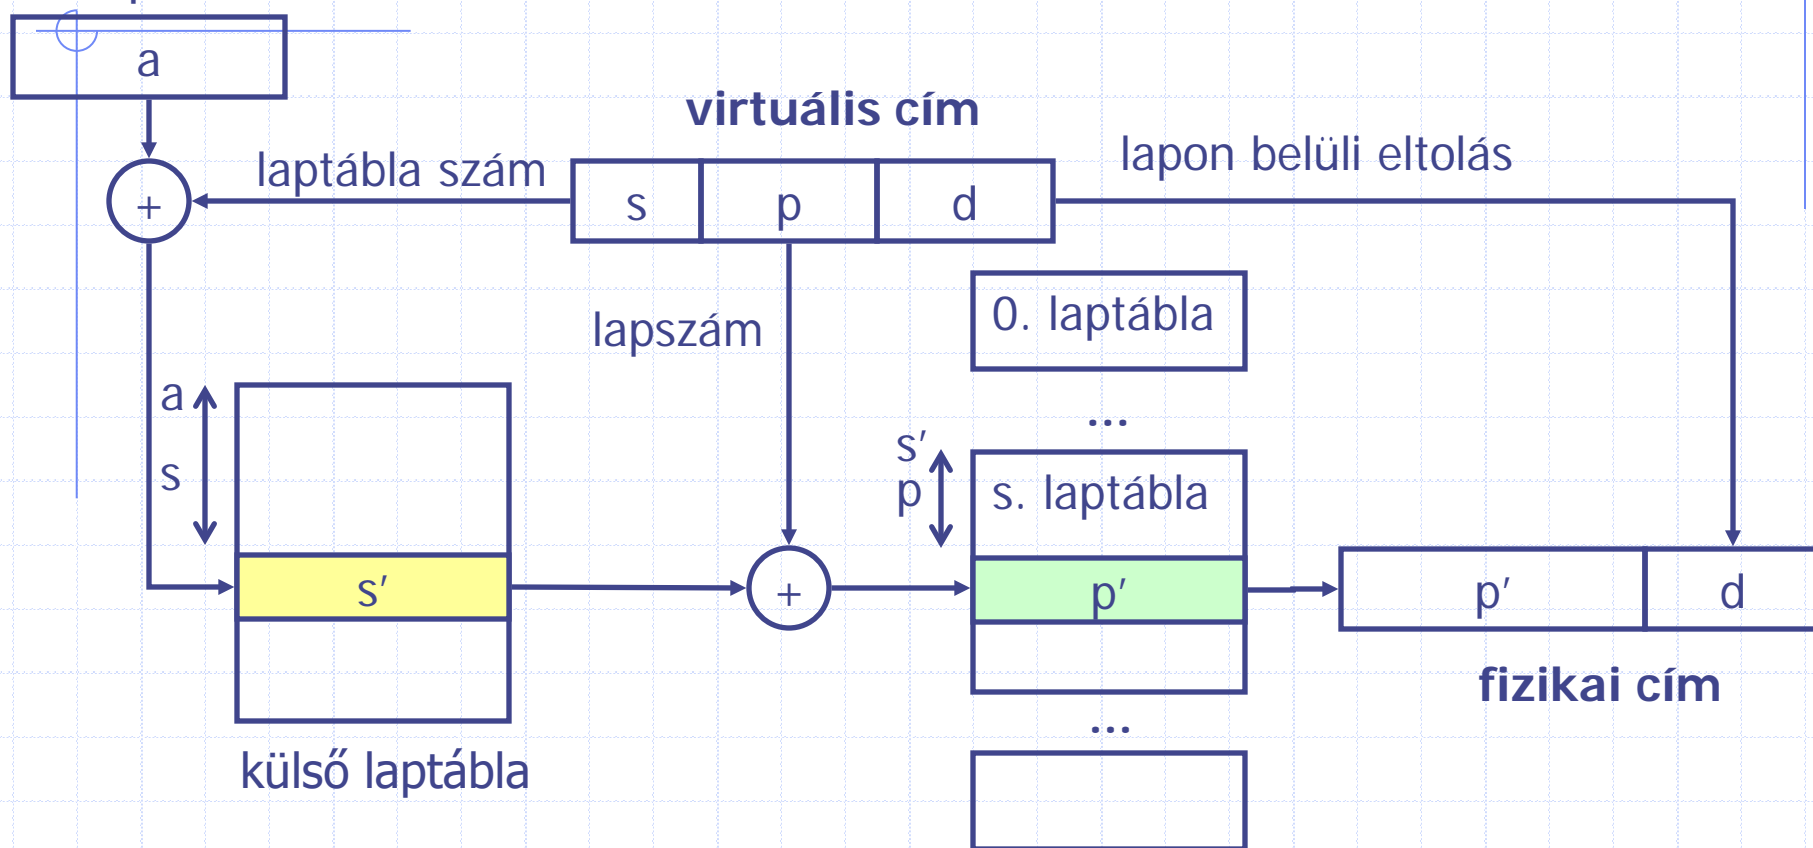 a
virtuális cím
laptábla szám
lapon belüli eltolás
+
s p d
lapszám
0. laptábla
...
a
s
s'
p
s. laptábla
s'
+
p'
p' d
fizikai cím
...
külső laptábla